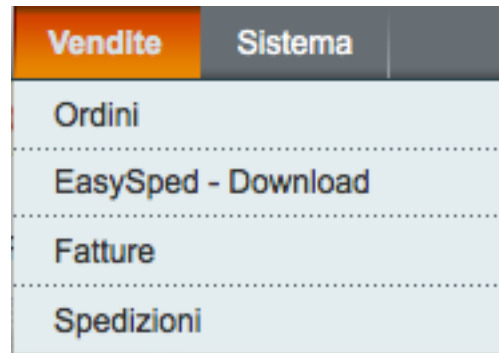 Vendite Sistema
Ordini
EasySped - Download
Fatture
Spedizioni